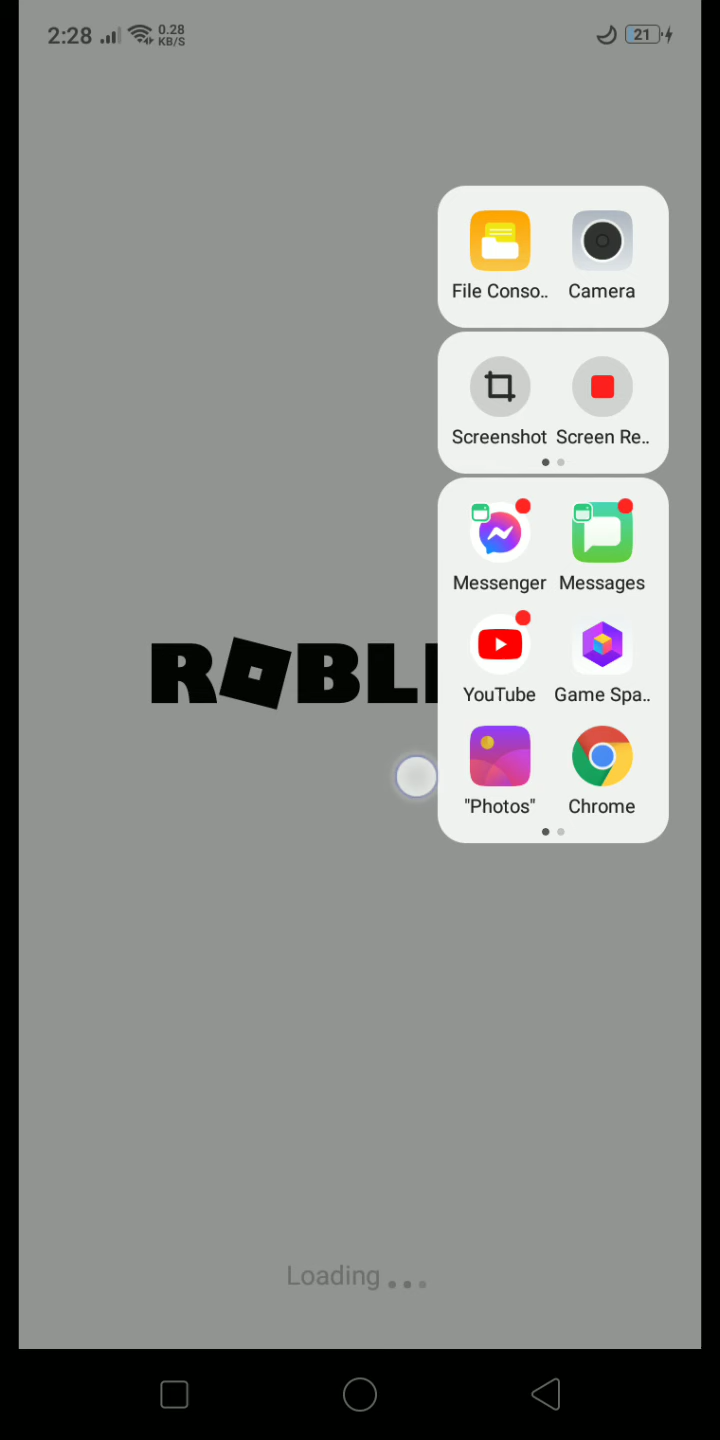 2:28 0.28 KB/S 21
File Conso.. Camera
Screenshot Screen Re..
Messenger Messages
YouTube Game Spa..
ROBL
"Photos" Chrome
Loading...